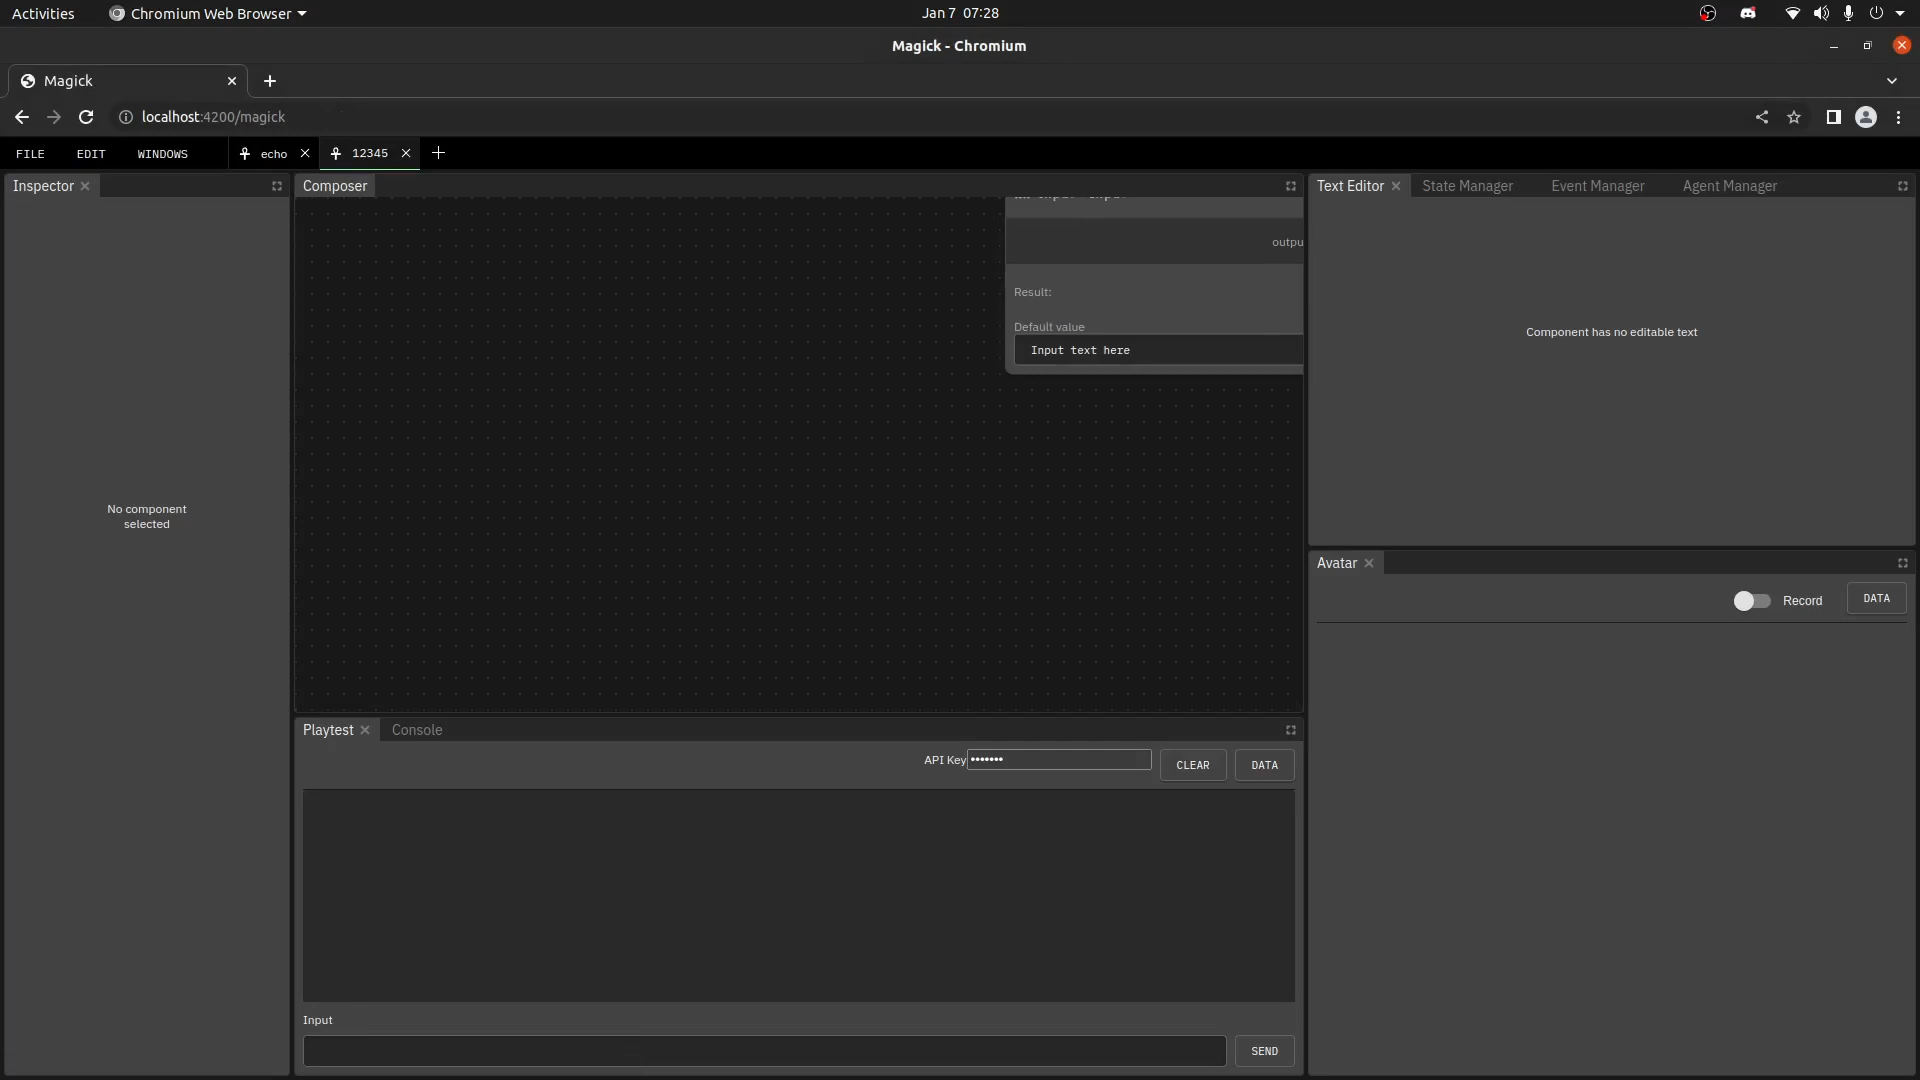 Activities
Chromium Web Browser
Jan 7 07:28
Magick - Chromium
Magick
localhost:4200/magick
FILE
EDIT
WINDOWS
echo
12345
Inspector
Composer
Text Editor
State Manager
Event Manager
Agent Manager
outpu
Result:
Default value
Input text here
Component has no editable text
No component
selected
Avatar
Record
DATA
Playtest
Console
API Key
CLEAR
DATA
Input
SEND